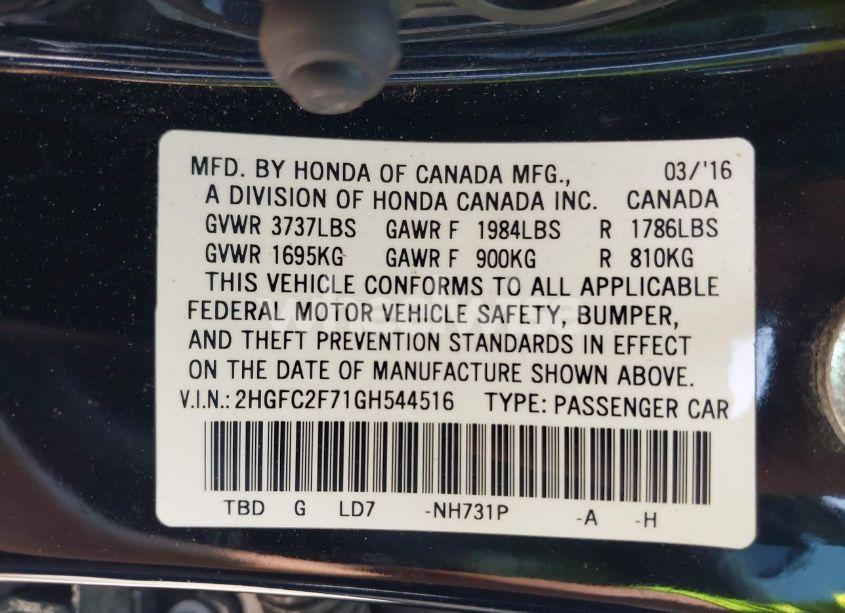 MFD. BY HONDA OF CANADA MFG., 03/'16
A DIVISION OF HONDA CANADA INC. CANADA
GVWR 3737LBS GAWR F 1984LBS R 1786LBS
GVWR 1695KG GAWR F 900KG R 810KG
THIS VEHICLE CONFORMS TO ALL APPLICABLE
FEDERAL MOTOR VEHICLE SAFETY, BUMPER,
AND THEFT PREVENTION STANDARDS IN EFFECT
ON THE DATE OF MANUFACTURE SHOWN ABOVE.
V.I.N.: 2HGFC2F71GH544516 TYPE: PASSENGER CAR
TBD G LD7 -NH731P -A -H